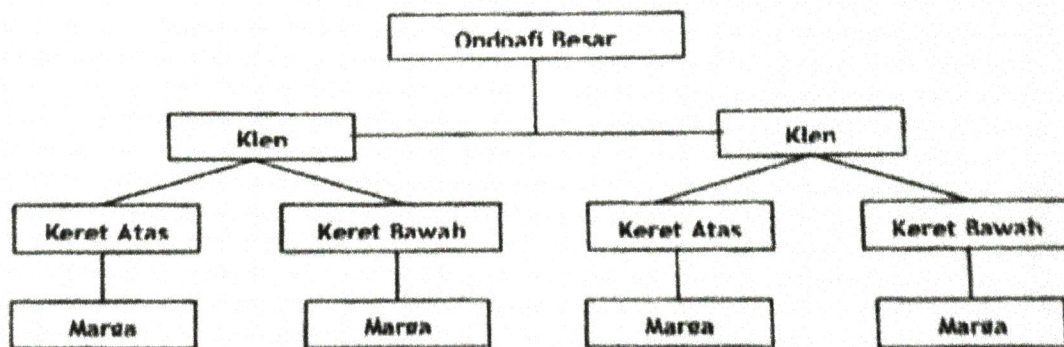 Ondoafi Besar
Klen Klen
Keret Atas Keret Bawah Keret Atas Keret Bawah
Marga Marga Marga Marga